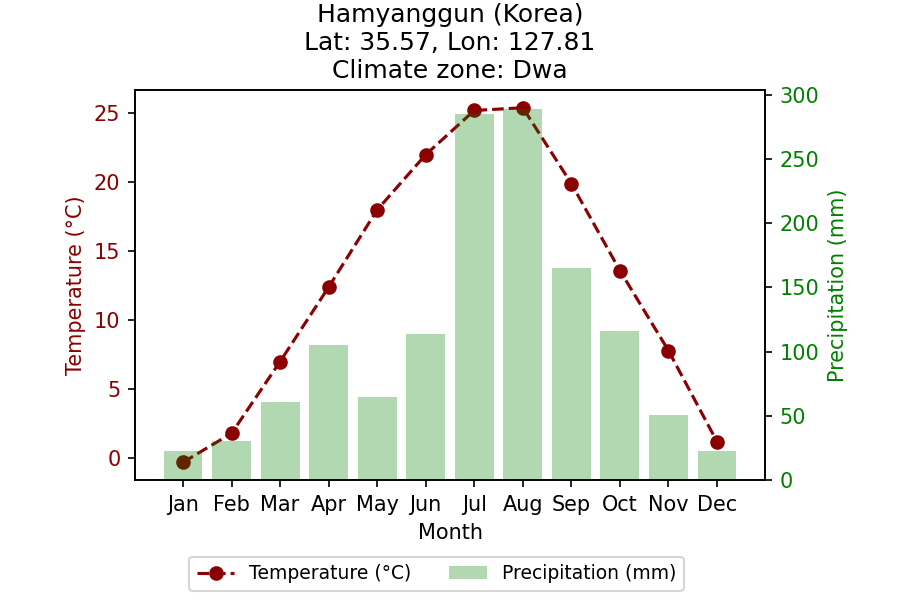 Hamyanggun (Korea)
Lat: 35.57, Lon: 127.81
Climate zone: Dwa
Temperature (°C)
25
20
15
10
5
0
300
250
200
150
100
50
0
Precipitation (mm)
Jan Feb Mar Apr May Jun Jul Aug Sep Oct Nov Dec
Month
Temperature (°C) Precipitation (mm)